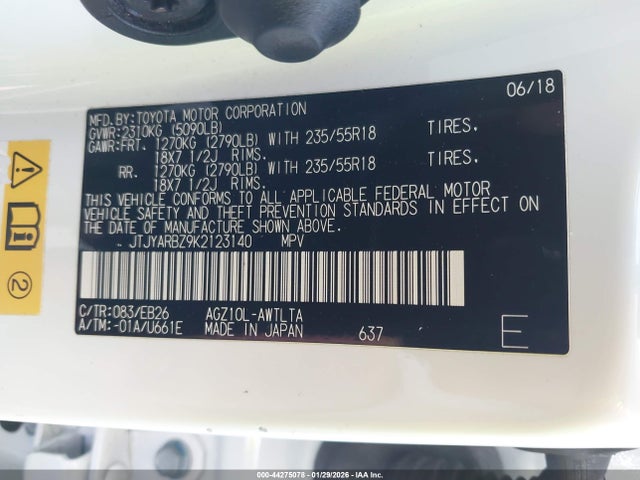 06/18
MFD.BY:TOYOTA MOTOR CORPORATION
GVWR:2310KG (5090LB)
GAWR:FRT. 1270KG (2790LB) WITH 235/55R18 TIRES.
18X7 1/2J RIMS.
RR. 1270KG (2790LB) WITH 235/55R18 TIRES.
18X7 1/2J RIMS.
THIS VEHICLE CONFORMS TO ALL APPLICABLE FEDERAL MOTOR
VEHICLE SAFETY AND THEFT PREVENTION STANDARDS IN EFFECT ON
THE DATE OF MANUFACTURE SHOWN ABOVE.
JTJYARBZ9K2123140 MPV
C/TR:083/EB26 AGZ10L-AWTLTA
A/TM:-01A/U661E MADE IN JAPAN 637 E
2
000-44275078 - 01/29/2026 - IAA Inc.